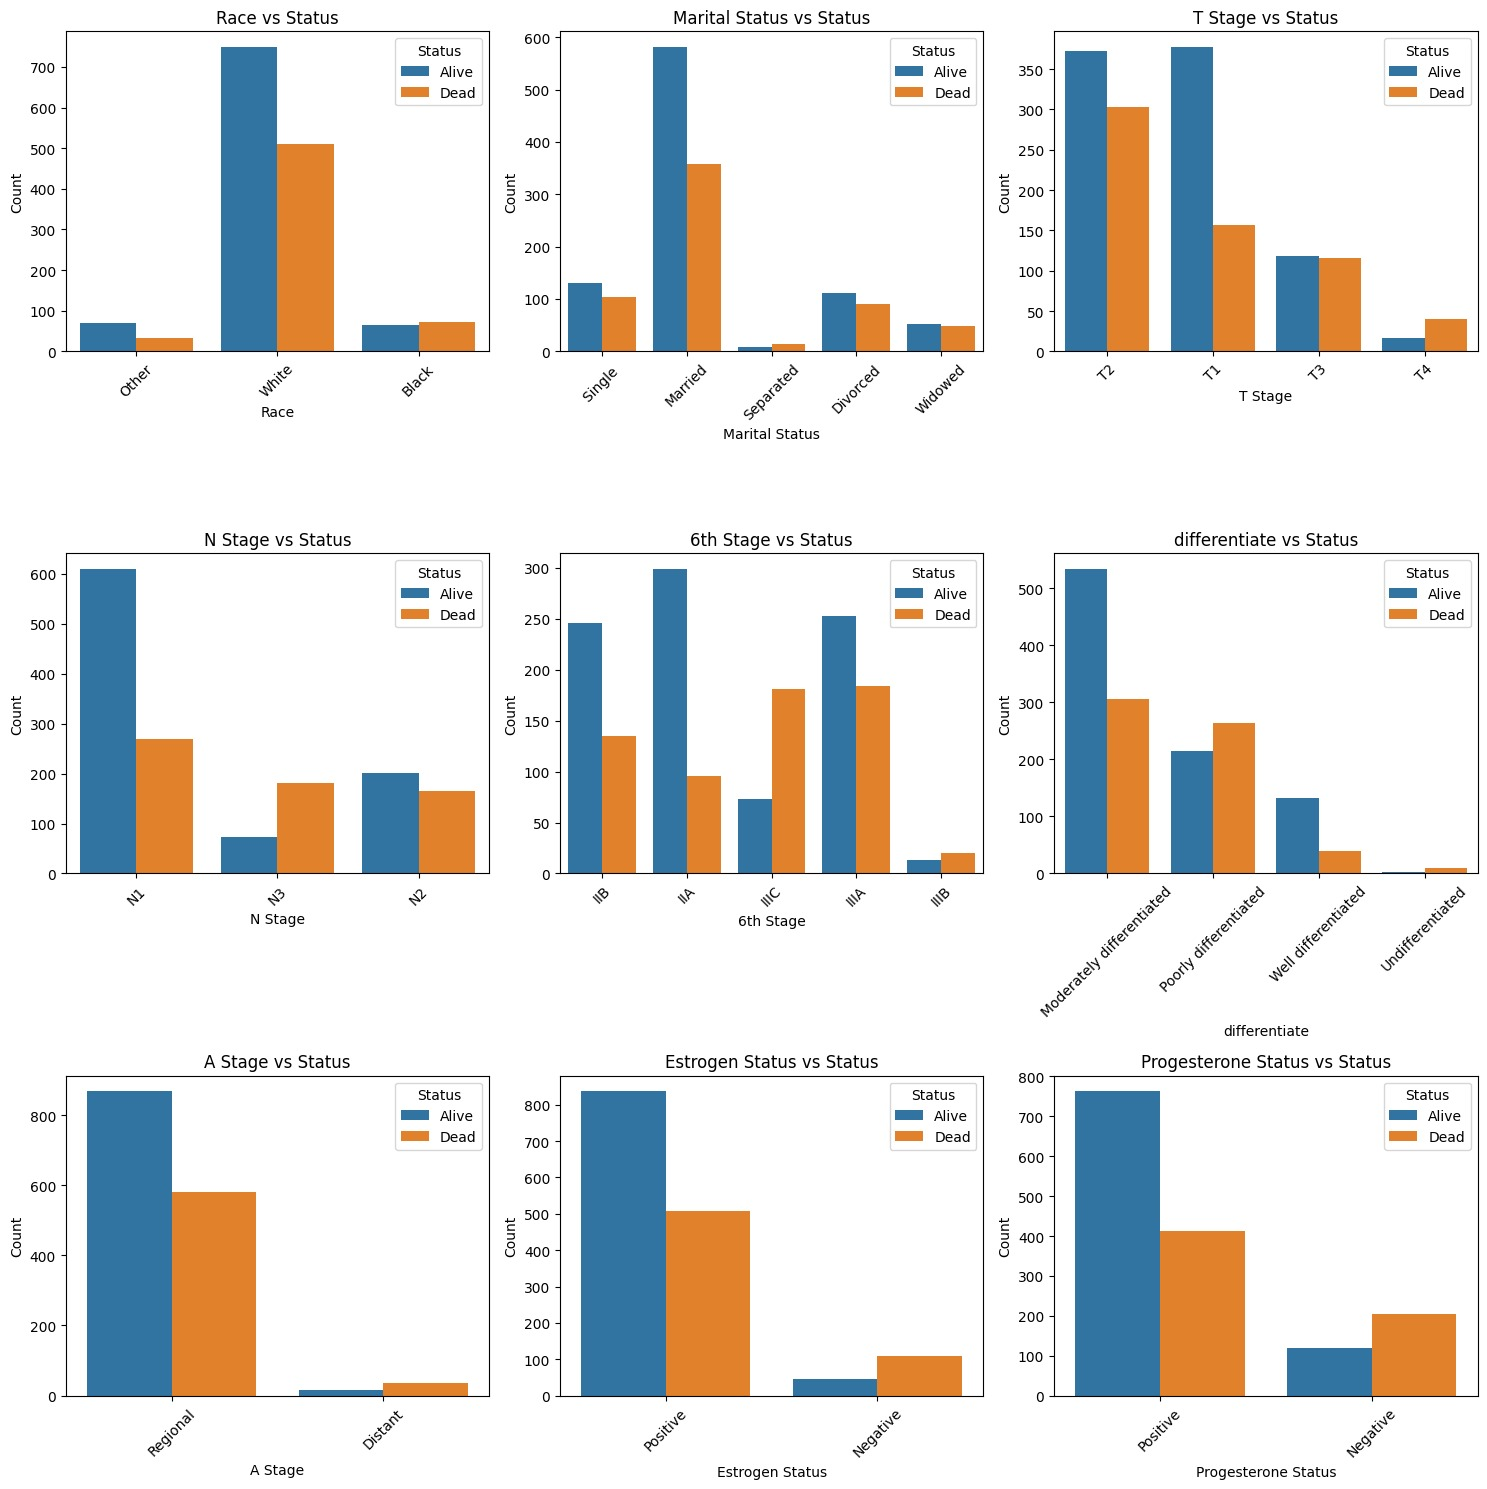 Race vs Status
Status
Alive
Dead
700
600
500
400
300
200
100
0
Count
Other
White
Black
Race
Marital Status vs Status
Status
Alive
Dead
600
500
400
300
200
100
0
Count
Single
Married
Separated
Divorced
Widowed
Marital Status
T Stage vs Status
Status
Alive
Dead
350
300
250
200
150
100
50
0
Count
T2
T1
T3
T4
T Stage
N Stage vs Status
Status
Alive
Dead
600
500
400
300
200
100
0
Count
N1
N3
N2
N Stage
6th Stage vs Status
Status
Alive
Dead
300
250
200
150
100
50
0
Count
IIB
IIA
IIIC
IIIA
IIIB
6th Stage
differentiate vs Status
Status
Alive
Dead
500
400
300
200
100
0
Count
Moderately differentiated
Poorly differentiated
Well differentiated
Undifferentiated
differentiate
A Stage vs Status
Status
Alive
Dead
800
600
400
200
0
Count
Regional
Distant
A Stage
Estrogen Status vs Status
Status
Alive
Dead
800
700
600
500
400
300
200
100
0
Count
Positive
Negative
Estrogen Status
Progesterone Status vs Status
Status
Alive
Dead
800
700
600
500
400
300
200
100
0
Count
Positive
Negative
Progesterone Status